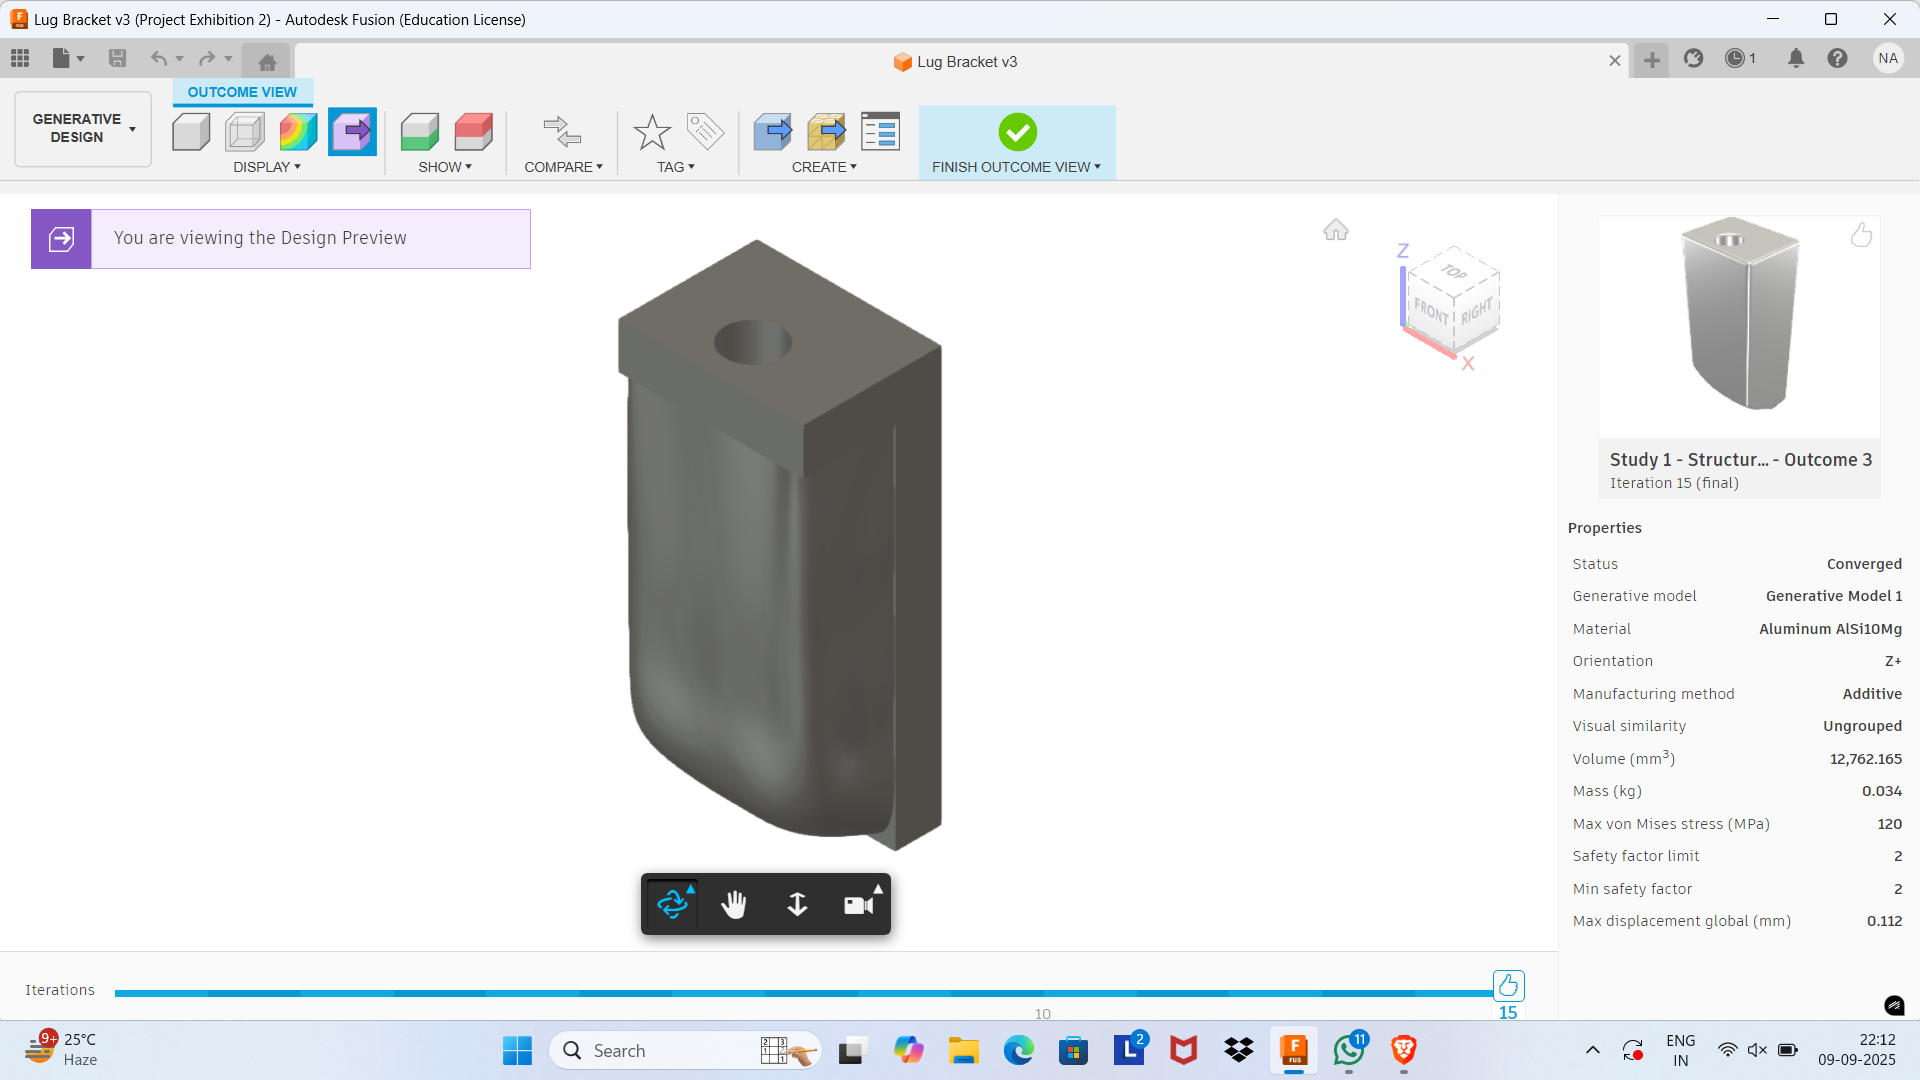 Lug Bracket v3 (Project Exhibition 2) - Autodesk Fusion (Education License)
Lug Bracket v3
1
NA
OUTCOME VIEW
GENERATIVE
DESIGN
DISPLAY
SHOW
COMPARE
TAG
CREATE
FINISH OUTCOME VIEW
You are viewing the Design Preview
Z
TOP
FRONT
RIGHT
X
Study 1 - Structur... - Outcome 3
Iteration 15 (final)
Properties
Status Converged
Generative model Generative Model 1
Material Aluminum AlSi10Mg
Orientation Z+
Manufacturing method Additive
Visual similarity Ungrouped
Volume (mm³) 12,762.165
Mass (kg) 0.034
Max von Mises stress (MPa) 120
Safety factor limit 2
Min safety factor 2
Max displacement global (mm) 0.112
Iterations
10
15
9+
25°C
Haze
Search
L
2
F
FUS
11
ENG
IN
22:12
09-09-2025